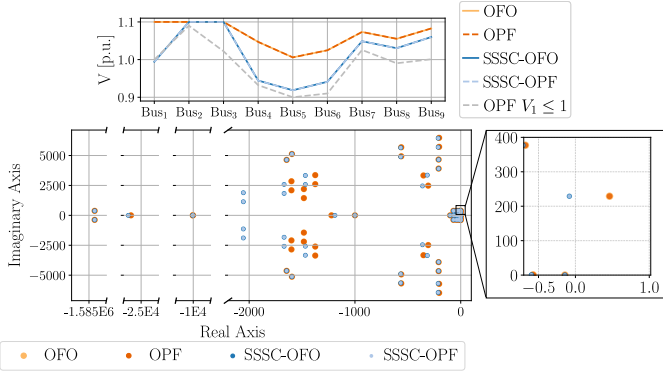 OFO
OPF
SSSC-OFO
SSSC-OPF
OPF V₁ ≤ 1
V [p.u.]
1.1
1.0
0.9
Bus₁ Bus₂ Bus₃ Bus₄ Bus₅ Bus₆ Bus₇ Bus₈ Bus₉
Imaginary Axis
5000
2500
0
−2500
−5000
-1.585E6 -2.5E4 -1E4 −2000 −1000 0
Real Axis
400
300
200
100
0
−0.5 0.0 1.0
OFO OPF SSSC-OFO SSSC-OPF